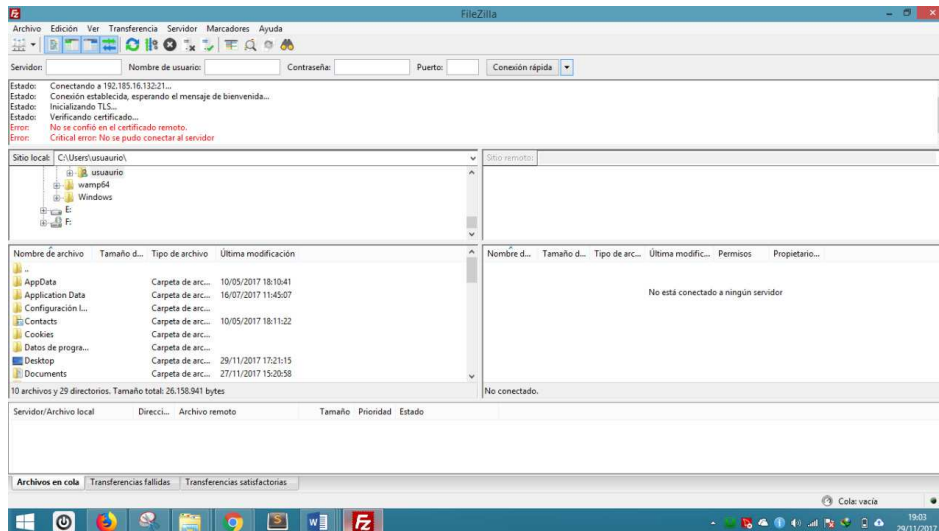 FileZilla
Archivo Edición Ver Transferencia Servidor Marcadores Ayuda
Servidor: Nombre de usuario: Contraseña: Puerto: Conexión rápida
Estado: Conectando a 192.185.16.132:21...
Estado: Conexión establecida, esperando el mensaje de bienvenida...
Estado: Inicializando TLS...
Estado: Verificando certificado...
Error: No se confió en el certificado remoto.
Error: Critical error: No se pudo conectar al servidor
Sitio local: C:\Users\usuaurio\ Sitio remoto:
usuaurio
wamp64
Windows
E:
F:
Nombre de archivo Tamaño d... Tipo de archivo Última modificación Nombre d... Tamaño d... Tipo de arc... Última modific... Permisos Propietario...
..
AppData Carpeta de arc... 10/05/2017 18:10:41
Application Data Carpeta de arc... 16/07/2017 11:45:07
No está conectado a ningún servidor
Configuración l... Carpeta de arc...
Contacts Carpeta de arc... 10/05/2017 18:11:22
Cookies Carpeta de arc...
Datos de progra... Carpeta de arc...
Desktop Carpeta de arc... 29/11/2017 17:21:15
Documents Carpeta de arc... 27/11/2017 15:20:58
10 archivos y 29 directorios. Tamaño total: 26.158.941 bytes No conectado.
Servidor/Archivo local Direcci... Archivo remoto Tamaño Prioridad Estado
Archivos en cola Transferencias fallidas Transferencias satisfactorias
Cola: vacía
19:03
29/11/2017